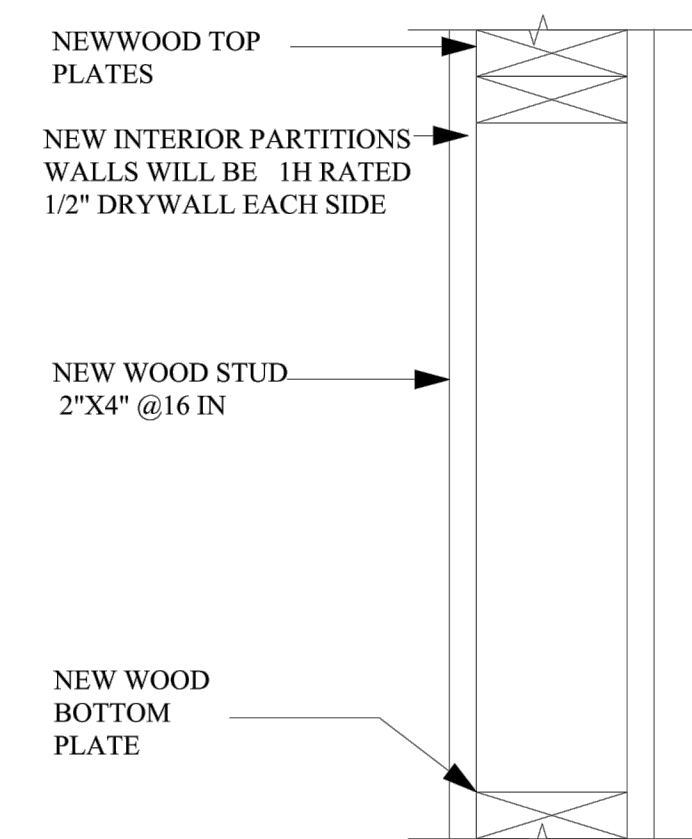 NEWWOOD TOP
PLATES
NEW INTERIOR PARTITIONS
WALLS WILL BE 1H RATED
1/2" DRYWALL EACH SIDE
NEW WOOD STUD
2"X4" @16 IN
NEW WOOD
BOTTOM
PLATE